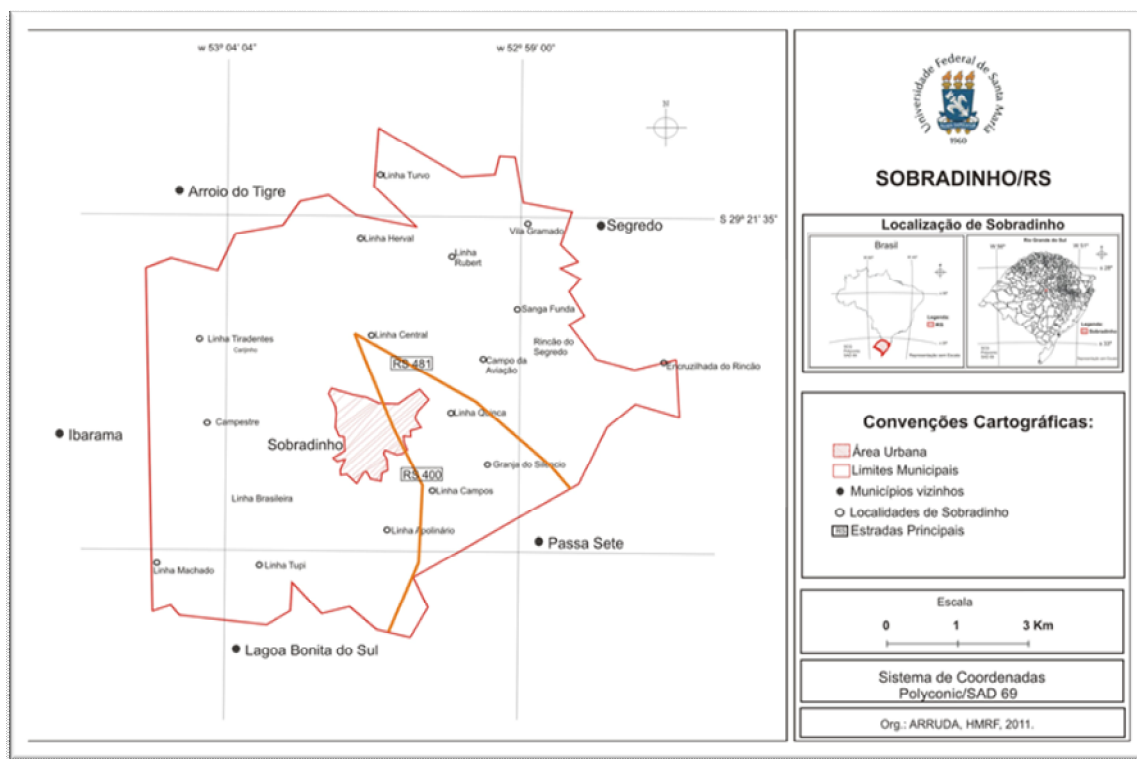 w 53º 04' 04"
w 52º 59' 00"
N
Linha Turvo
Arroio do Tigre
S 29º 21' 35"
Vila Gramado
Segredo
Linha Herval
Linha
Rubert
Sanga Funda
Linha Tiradentes
Linha Central
Rincão do
Segredo
RS 481
Campo da
Aviação
Encruzilhada do Rincão
Linha Quinca
Campestre
Ibarama
Sobradinho
Granja do Silêncio
RS 400
Linha Campos
Linha Brasileira
Linha Apolinário
Passa Sete
Linha Machado
Linha Tupi
Lagoa Bonita do Sul
Universidade Federal de Santa Maria
1960
SOBRADINHO/RS
Localização de Sobradinho
Brasil
Rio Grande do Sul
Legenda:
RS
Legenda:
Sobradinho
Convenções Cartográficas:
Área Urbana
Limites Municipais
Municípios vizinhos
Localidades de Sobradinho
RS Estradas Principais
Escala
0 1 3 Km
Sistema de Coordenadas
Polyconic/SAD 69
Org.: ARRUDA, HMRF, 2011.